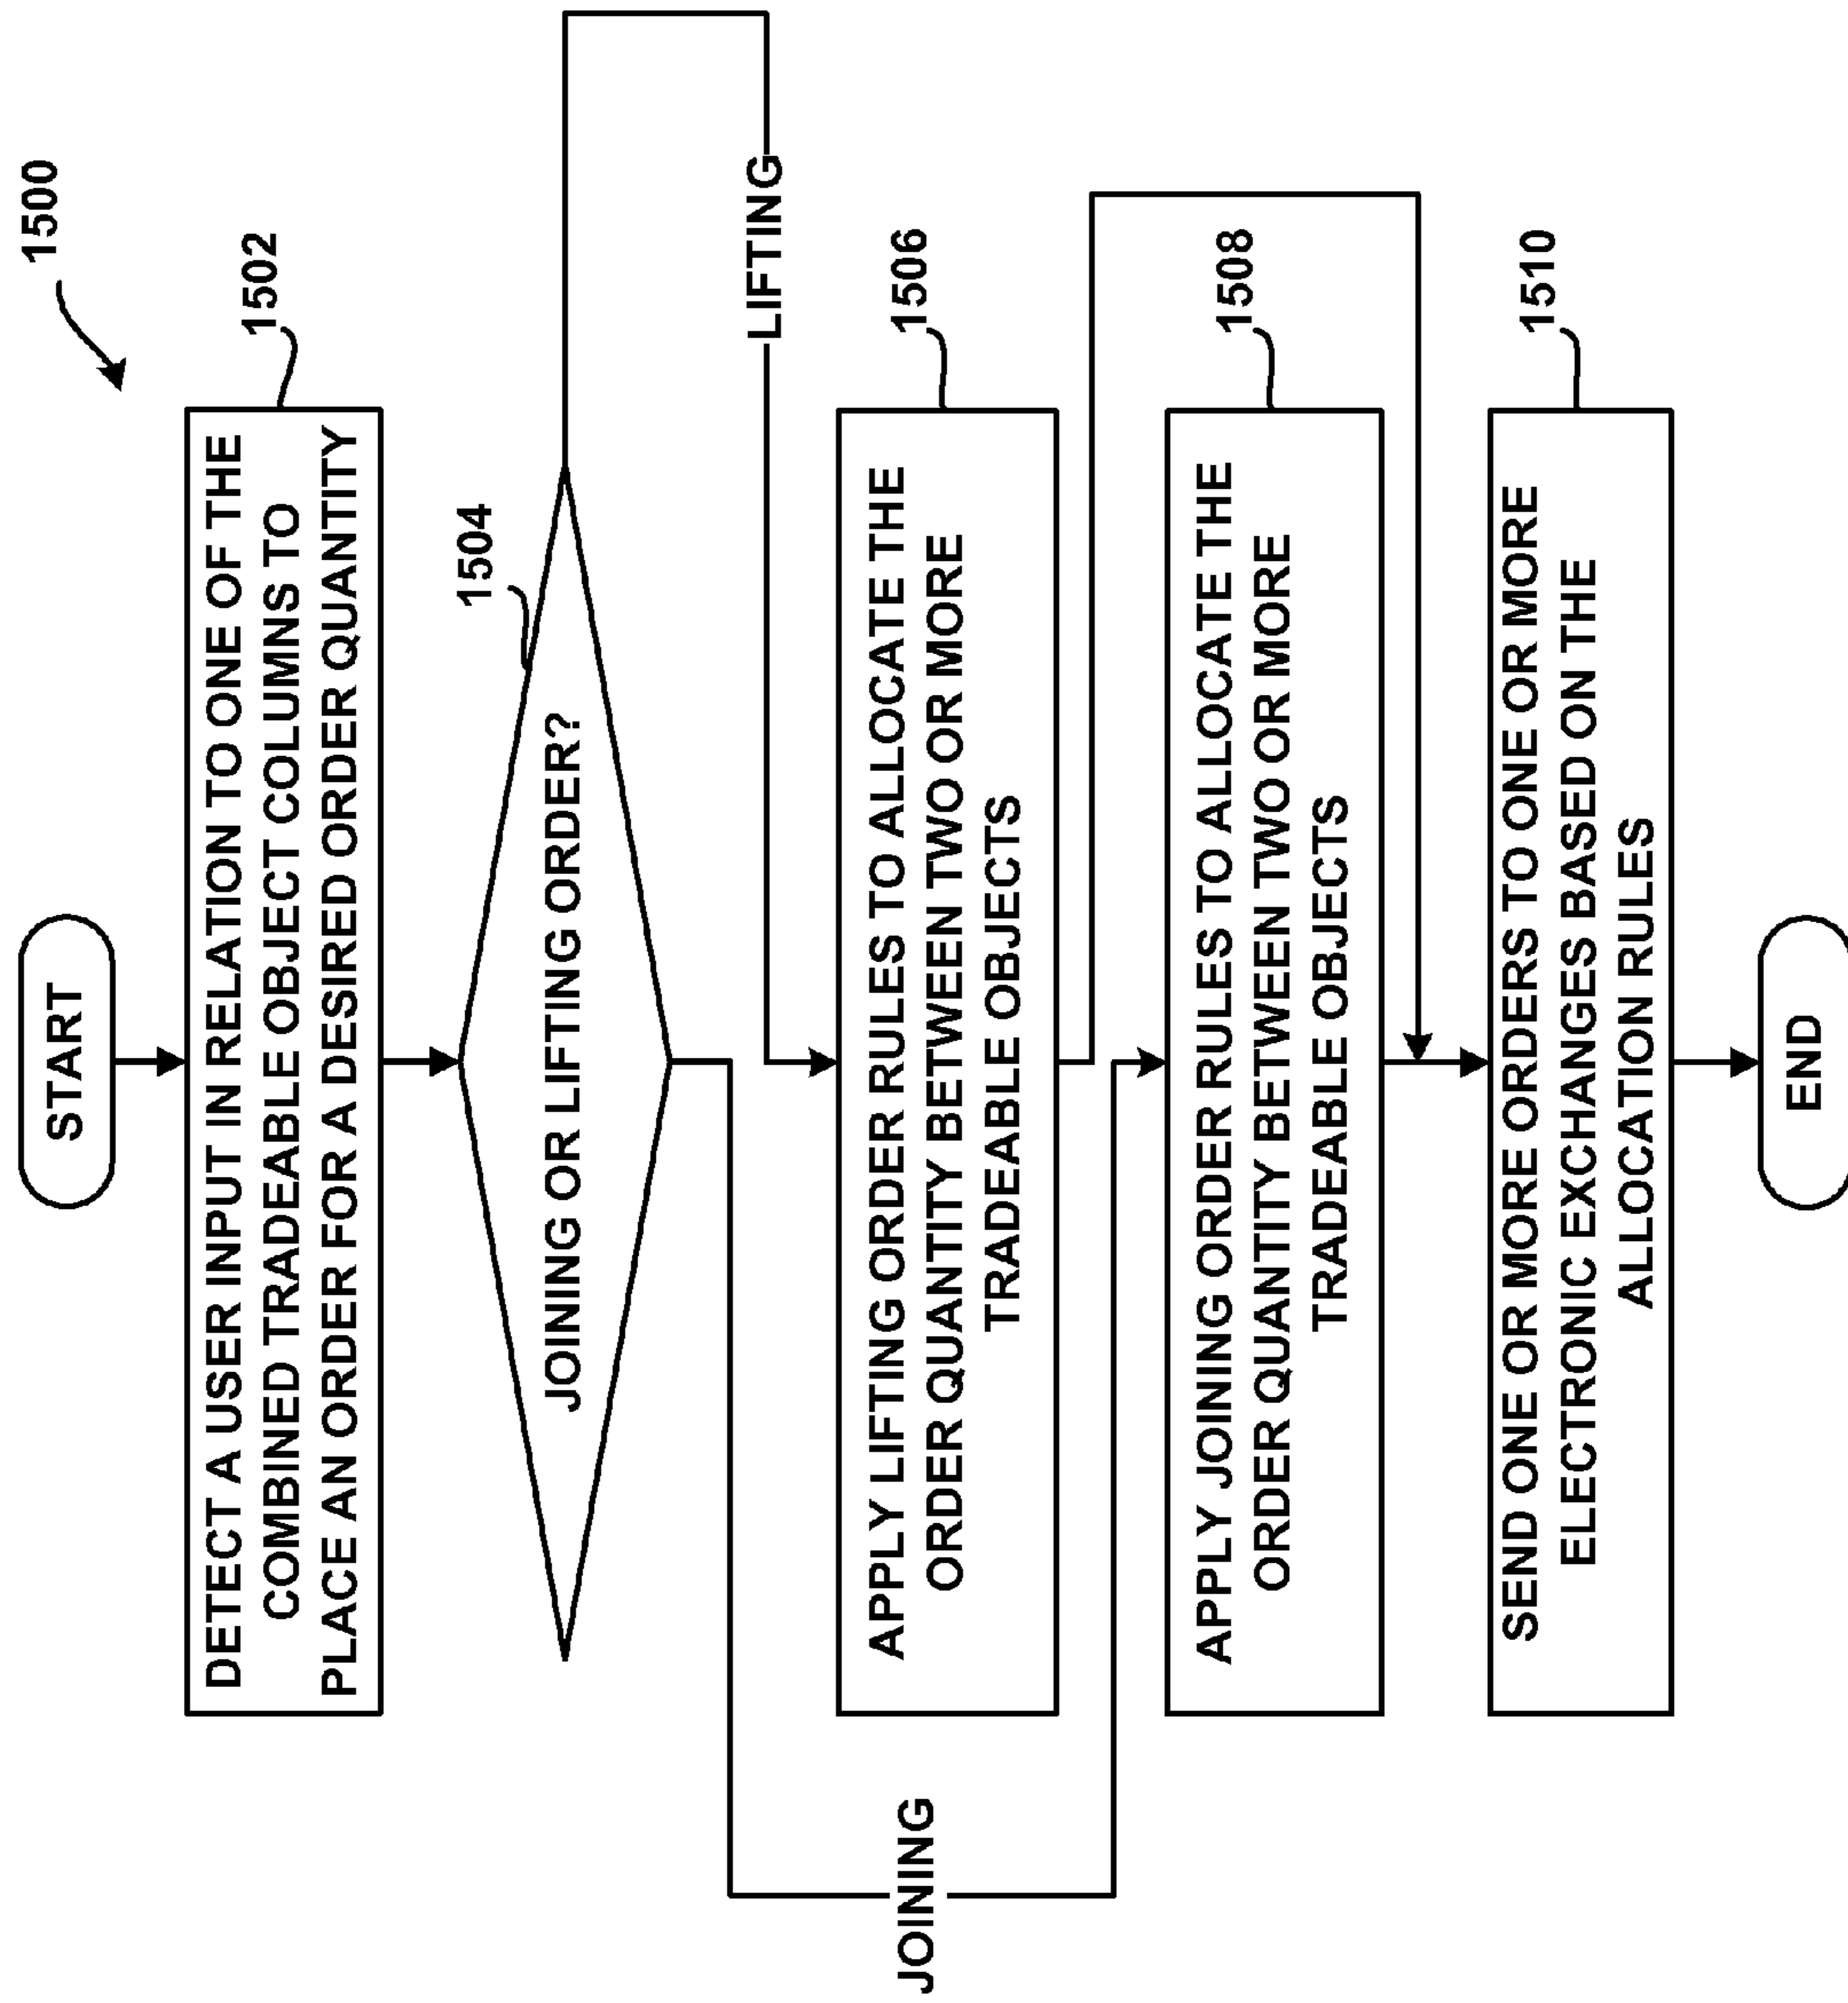 1500
START
1502
DETECT A USER INPUT IN RELATION TO ONE OF THE
COMBINED TRADEABLE OBJECT COLUMNS TO
PLACE AN ORDER FOR A DESIRED ORDER QUANTITY
1504
JOINING OR LIFTING ORDER?
LIFTING
1506
APPLY LIFTING ORDER RULES TO ALLOCATE THE
ORDER QUANTITY BETWEEN TWO OR MORE
TRADEABLE OBJECTS
JOINING
1508
APPLY JOINING ORDER RULES TO ALLOCATE THE
ORDER QUANTITY BETWEEN TWO OR MORE
TRADEABLE OBJECTS
1510
SEND ONE OR MORE ORDERS TO ONE OR MORE
ELECTRONIC EXCHANGES BASED ON THE
ALLOCATION RULES
END